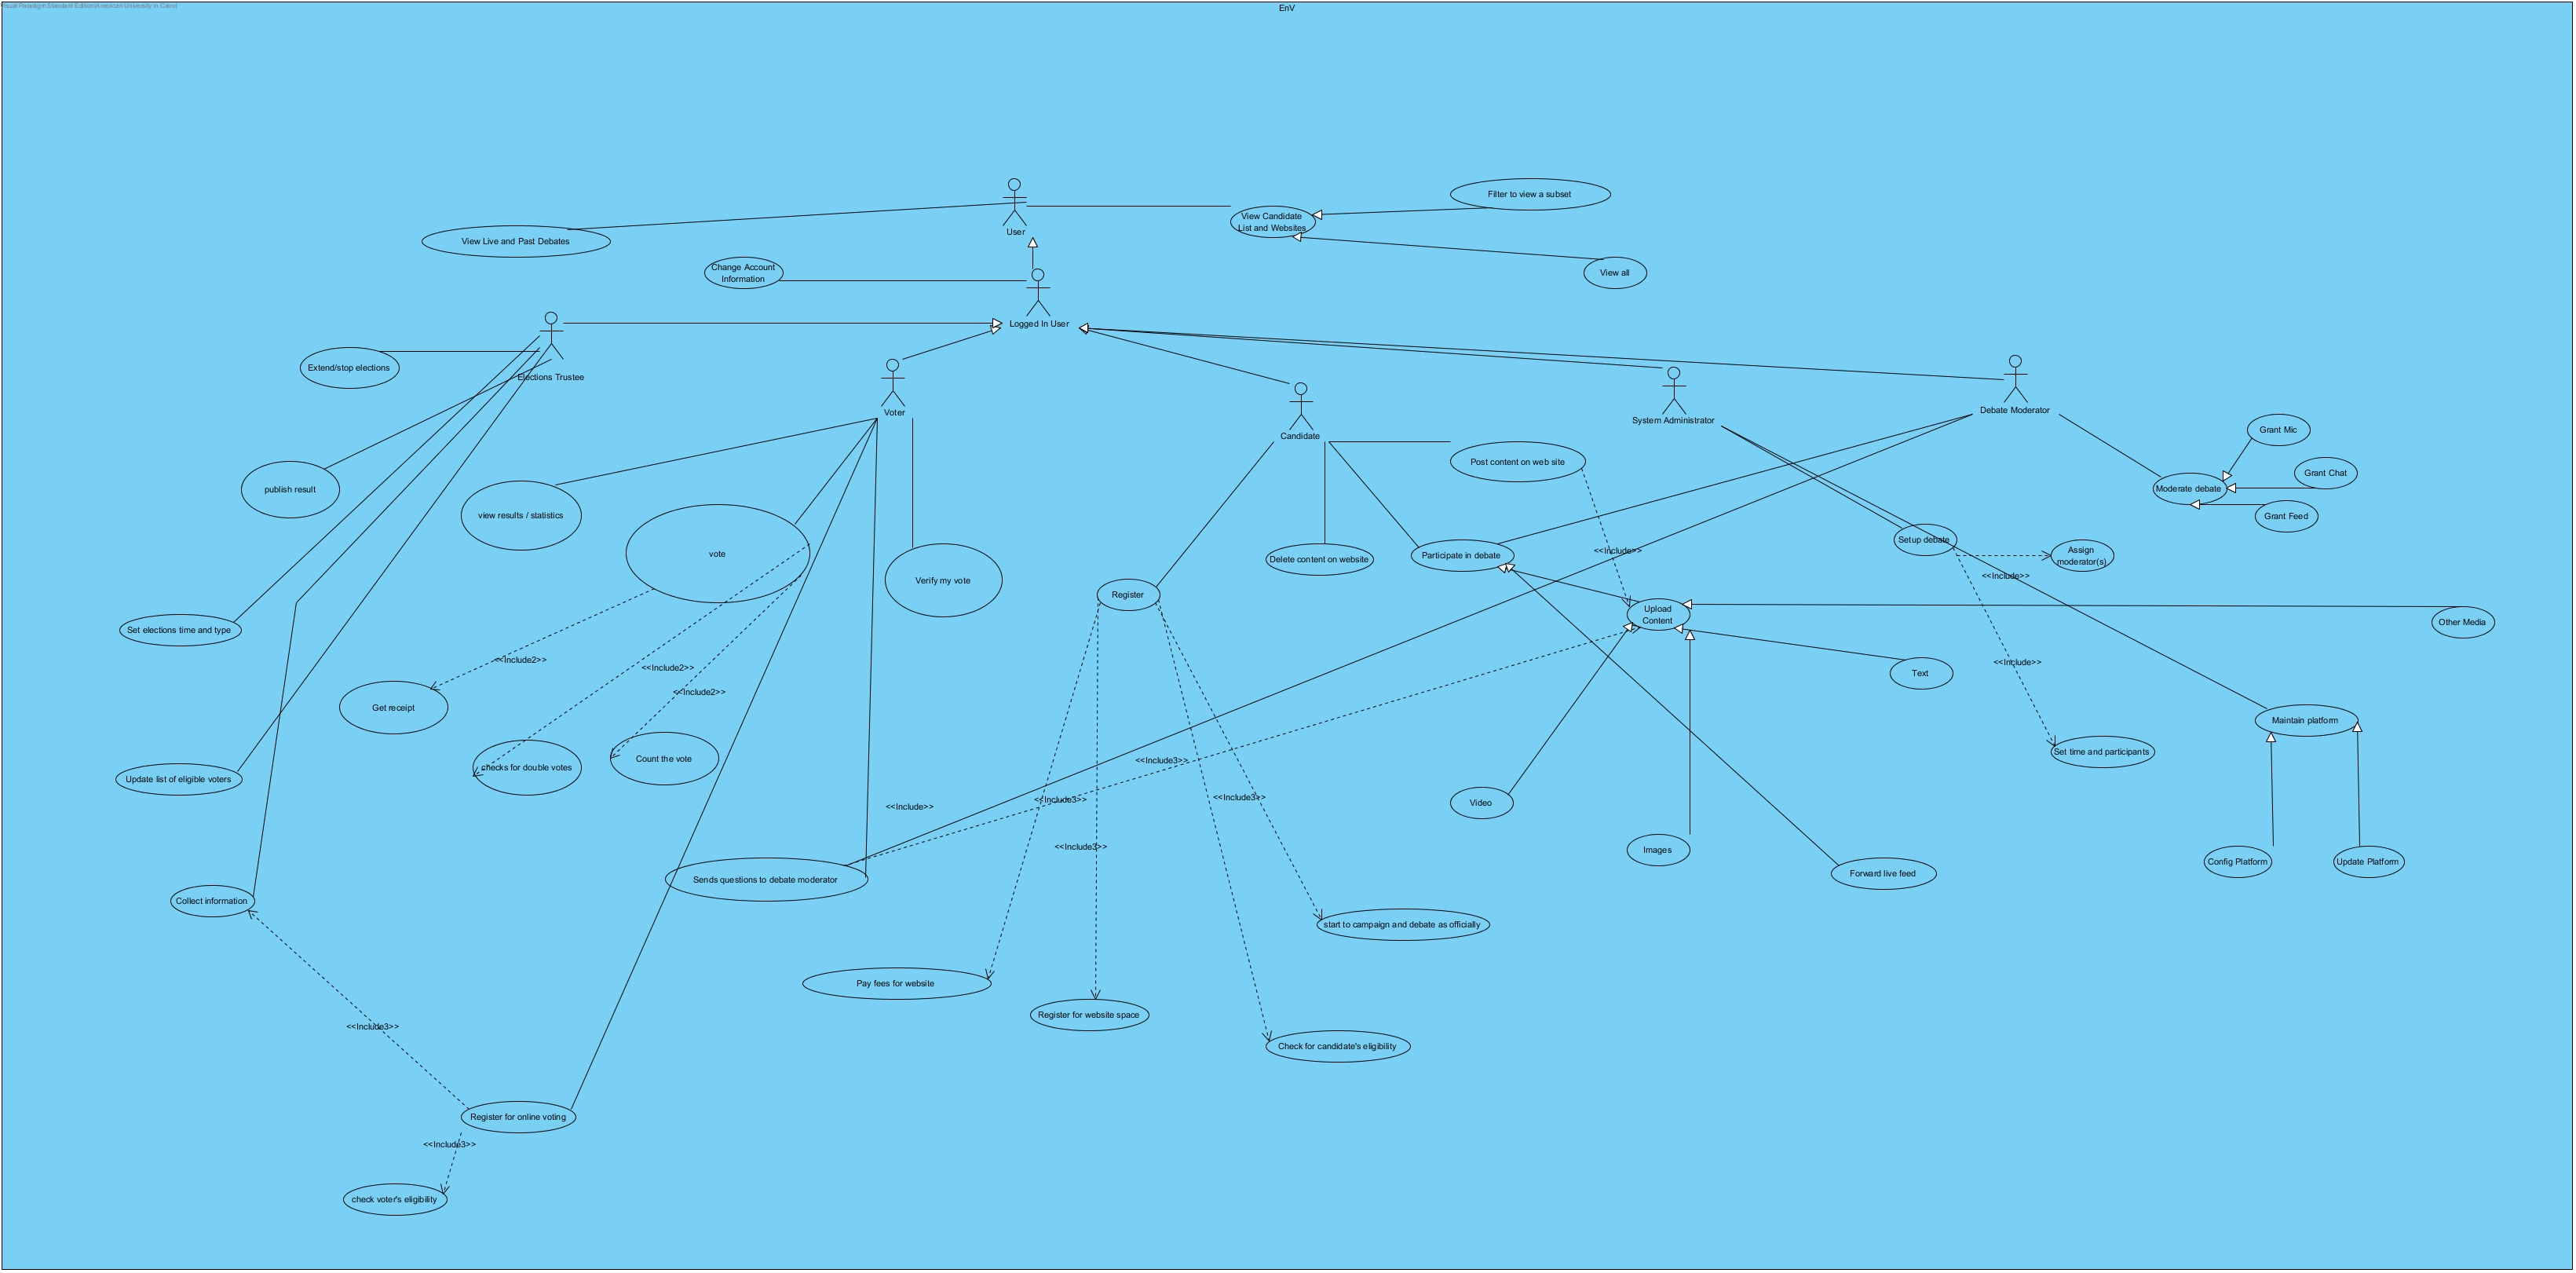 Visual Paradigm Standard Edition(American University in Cairo)
EnV
Filter to view a subset
View Candidate
List and Websites
User
View Live and Past Debates
Change Account
Information
View all
Logged In User
Extend/stop elections
Elections Trustee
Voter
Debate Moderator
System Administrator
Candidate
Grant Mic
Post content on web site
Grant Chat
publish result
Moderate debate
view results / statistics
Grant Feed
Setup debate
vote
<<Include>>
Participate in debate
Delete content on website
Assign
moderator(s)
<<Include>>
Verify my vote
Register
Upload
Content
Other Media
Set elections time and type
<<Include2>>
<<Include2>>
<<Include>>
Text
<<Include2>>
Get receipt
Maintain platform
Set time and participants
Count the vote
<<Include3>>
checks for double votes
Update list of eligible voters
<<Include3>>
<<Include3>>
Video
<<Include>>
<<Include3>>
Images
Config Platform
Update Platform
Forward live feed
Sends questions to debate moderator
Collect information
start to campaign and debate as officially
Pay fees for website
Register for website space
<<Include3>>
Check for candidate's eligibility
Register for online voting
<<Include3>>
check voter's eligibility